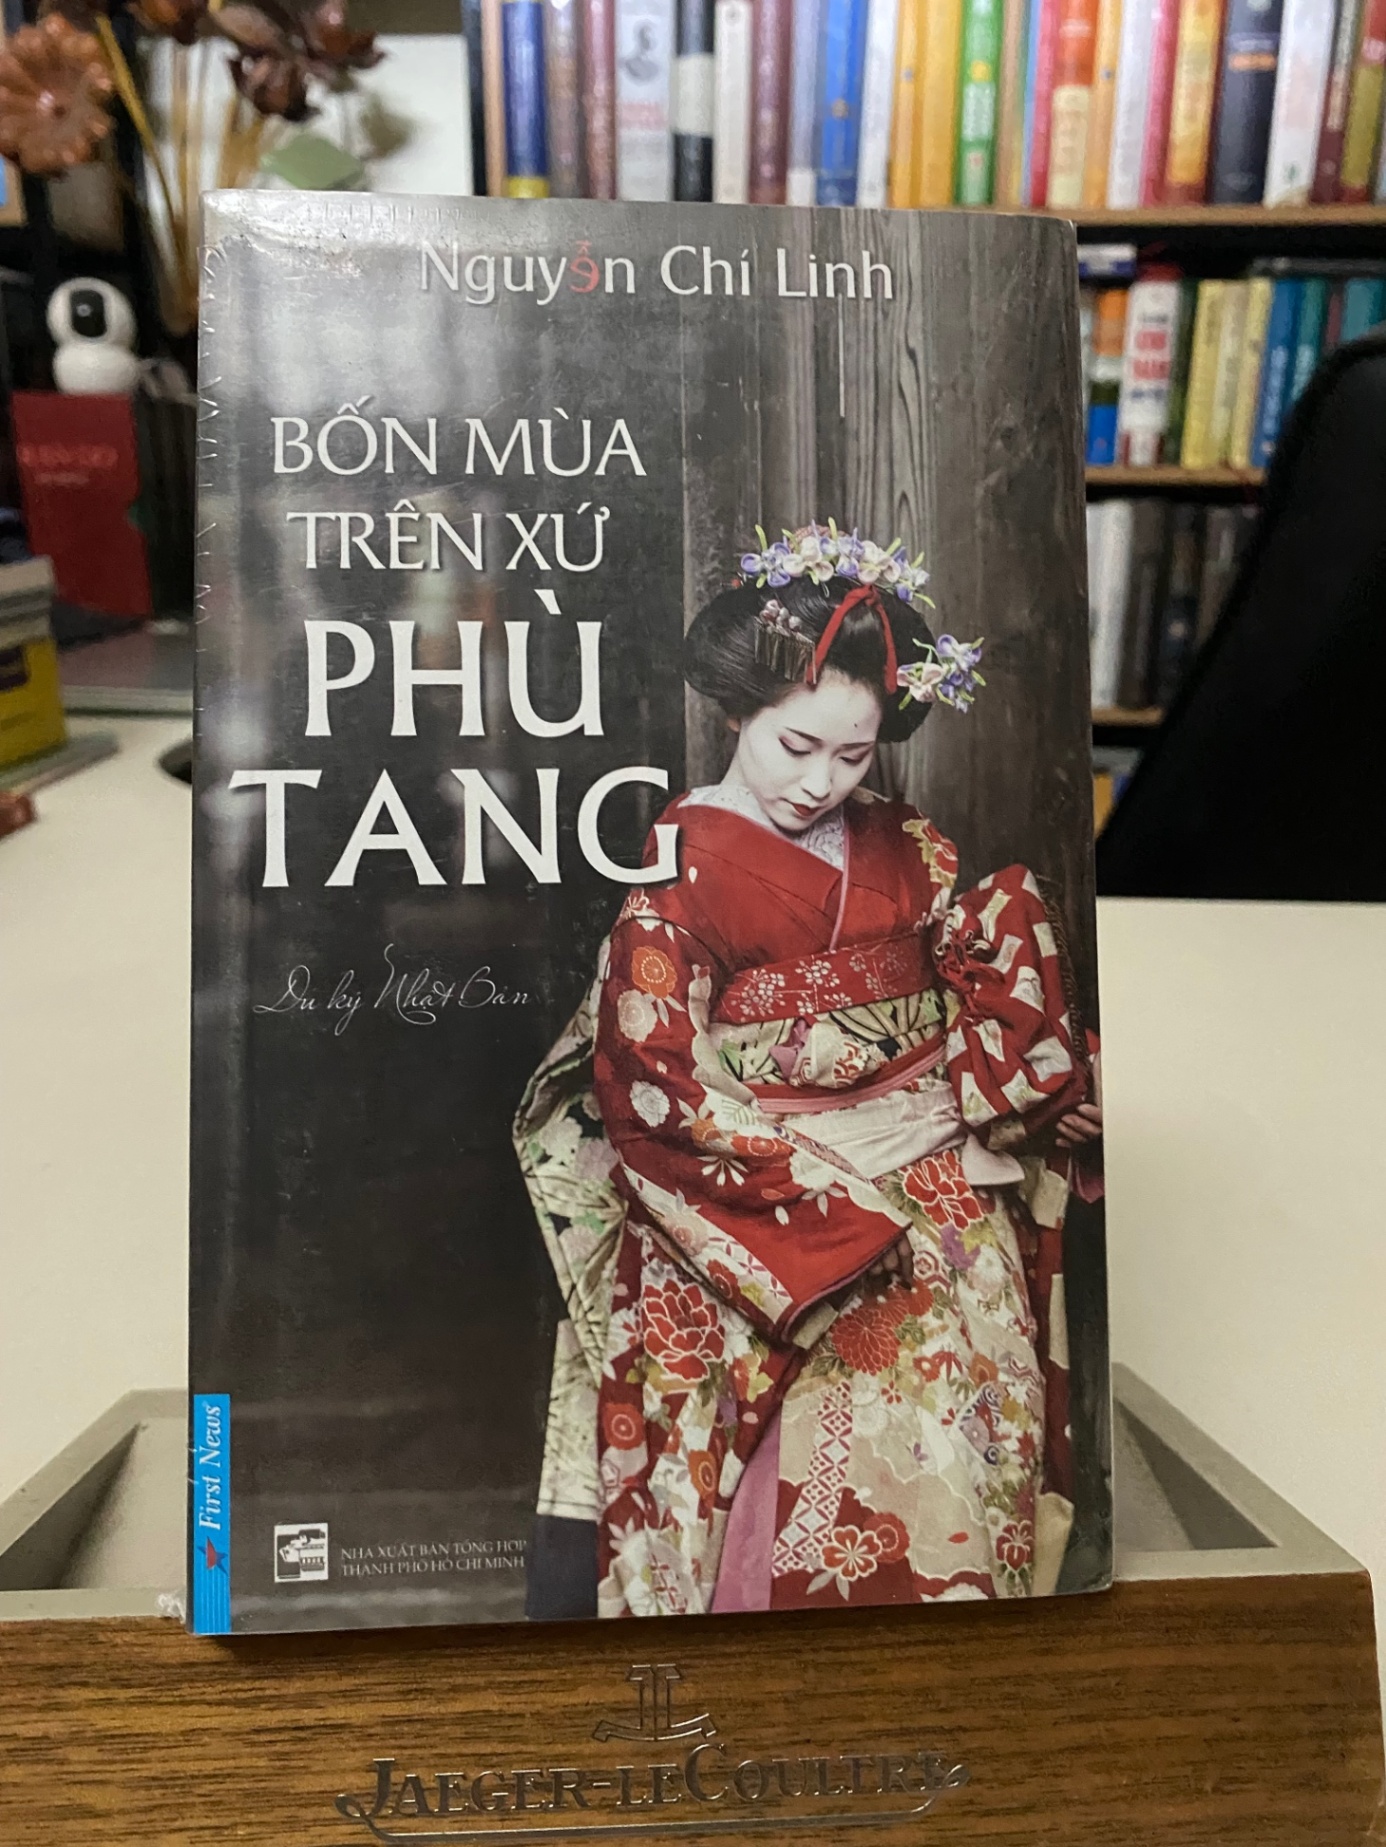 Nguyễn Chí Linh
BỐN MÙA
TRÊN XỨ
PHÙ
TANG
Du ký Nhật Bản
First News
NHÀ XUẤT BẢN TỔNG HỢP
THÀNH PHỐ HỒ CHÍ MINH
JAEGER-LECOULTRE